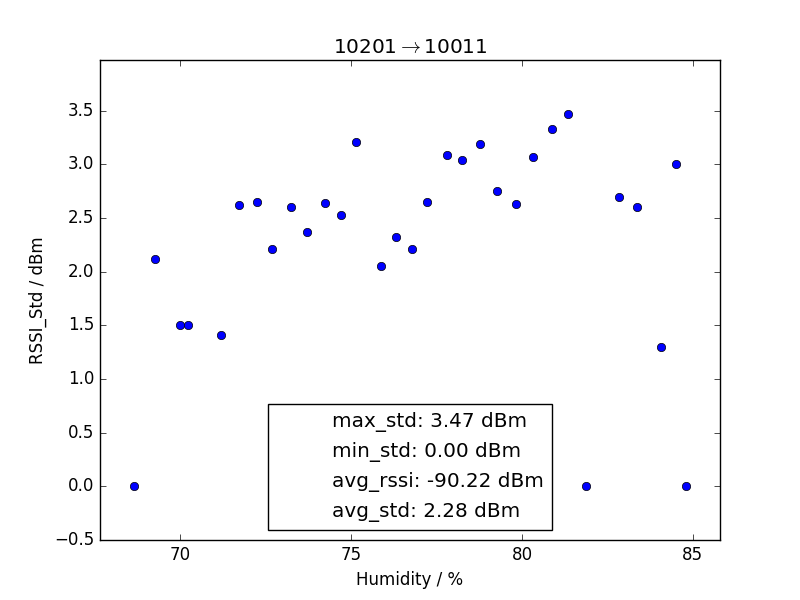 10201→10011
3.5
3.0
2.5
2.0
1.5
1.0
0.5
0.0
−0.5
RSSI_Std / dBm
max_std: 3.47 dBm
min_std: 0.00 dBm
avg_rssi: -90.22 dBm
avg_std: 2.28 dBm
70 75 80 85
Humidity / %